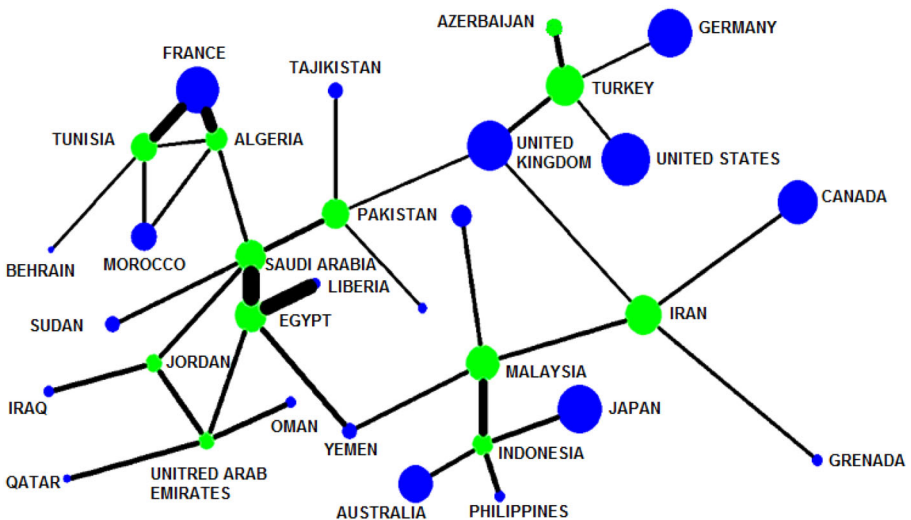 AZERBAIJAN
GERMANY
FRANCE
TAJIKISTAN
TURKEY
TUNISIA
ALGERIA
UNITED
KINGDOM
UNITED STATES
CANADA
PAKISTAN
BEHRAIN
MOROCCO
SAUDI ARABIA
LIBERIA
SUDAN
EGYPT
IRAN
JORDAN
MALAYSIA
IRAQ
OMAN
JAPAN
YEMEN
INDONESIA
GRENADA
QATAR
UNITRED ARAB
EMIRATES
AUSTRALIA
PHILIPPINES